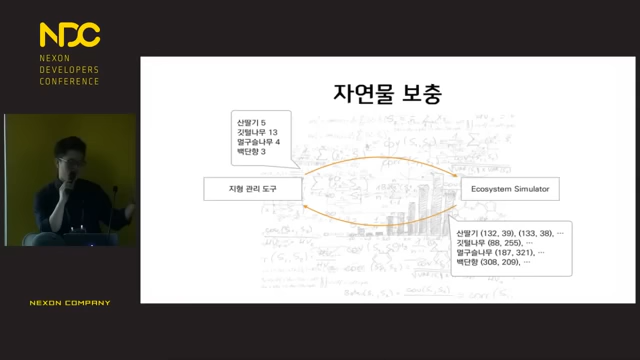 NDC
NEXON
DEVELOPERS
CONFERENCE
자연물 보충
산딸기 5
깃털나무 13
멀구슬나무 4
백단향 3
지형 관리 도구
Ecosystem Simulator
산딸기 (132, 39), (133, 38), ...
깃털나무 (88, 255), ...
멀구슬나무 (187, 321), ...
백단향 (308, 209), ...
NEXON COMPANY